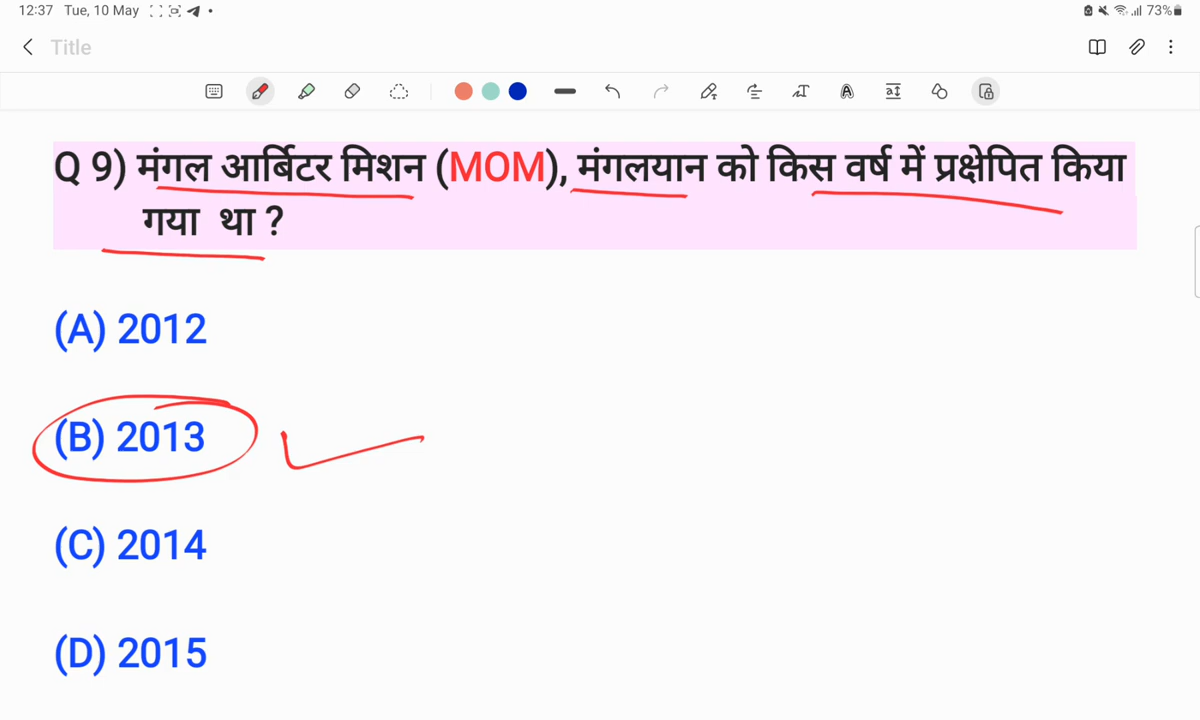 12:37 Tue, 10 May 73%
Title
Q 9) मंगल आर्बिटर मिशन (MOM), मंगलयान को किस वर्ष में प्रक्षेपित किया
गया था ?
(A) 2012
(B) 2013
(C) 2014
(D) 2015